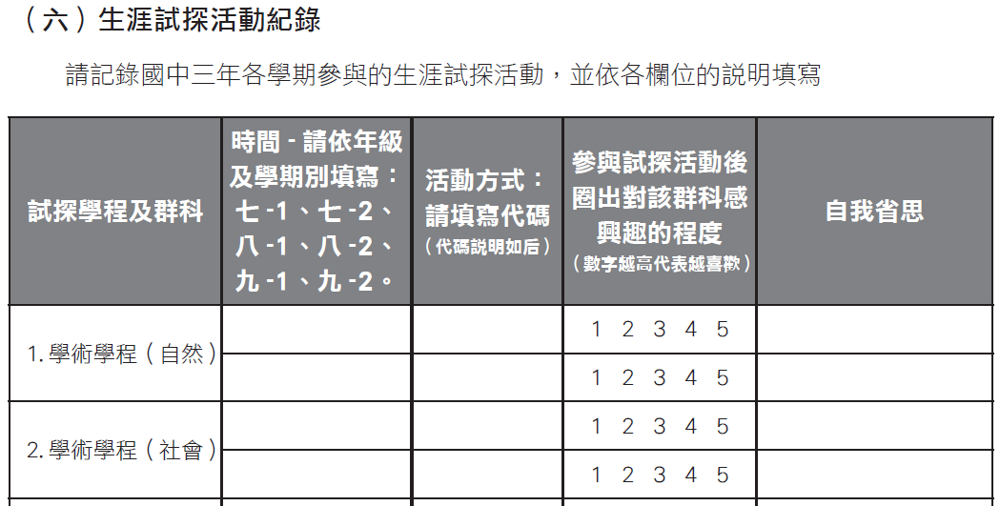 （六）生涯試探活動紀錄
請記錄國中三年各學期參與的生涯試探活動，並依各欄位的說明填寫
試探學程及群科
時間 - 請依年級
及學期別填寫：
七 -1、七 -2、
八 -1、八 -2、
九 -1、九 -2。
活動方式：
請填寫代碼
（代碼說明如后）
參與試探活動後
圈出對該群科感
興趣的程度
（數字越高代表越喜歡）
自我省思
1. 學術學程（自然）
1 2 3 4 5
1 2 3 4 5
2. 學術學程（社會）
1 2 3 4 5
1 2 3 4 5